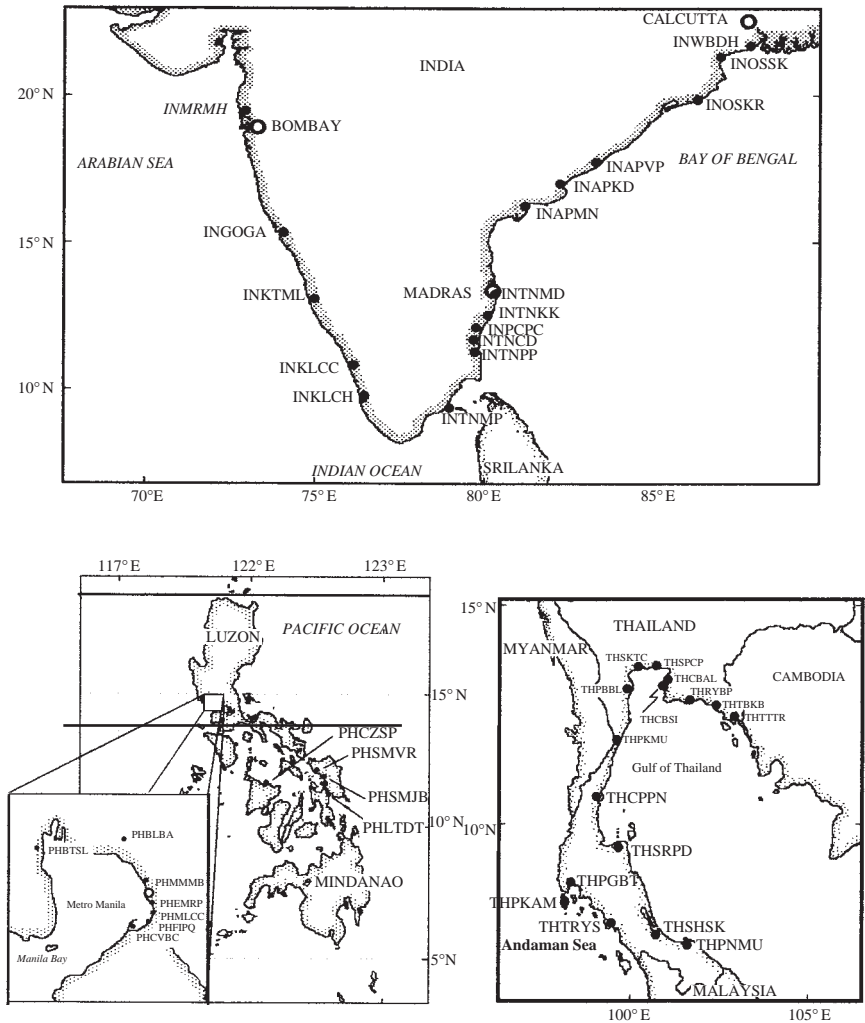 CALCUTTA
INWBDH
INOSSK
INDIA
20°N
INMRMH
BOMBAY
INOSKR
ARABIAN SEA
BAY OF BENGAL
INAPVP
INAPKD
INAPMN
15°N
INGOGA
MADRAS
INTNMD
INKTML
INTNKK
INPCPC
INTNCD
INTNPP
INKLCC
10°N
INKLCH
INTNMP
INDIAN OCEAN
SRILANKA
70°E 75°E 80°E 85°E
117°E 122°E 123°E
LUZON
PACIFIC OCEAN
15°N
PHCZSP
PHSMVR
PHSMJB
PHLTDT
10°N
MINDANAO
5°N
PHBLBA
PHBTSL
PHMMMB
Metro Manila
PHEMRP
PHMLCC
PHFIPQ
PHCVBC
Manila Bay
15°N
THAILAND
MYANMAR
THSKTC
THSPCP
CAMBODIA
THCBAL
THPBBL
THRYBP
THTBKB
THCBSI
THTTTR
THPKMU
Gulf of Thailand
THCPPN
10°N
THSRPD
THPGBT
THPKAM
THTRYS
THSHSK
Andaman Sea
THPNMU
MALAYSIA
100°E 105°E